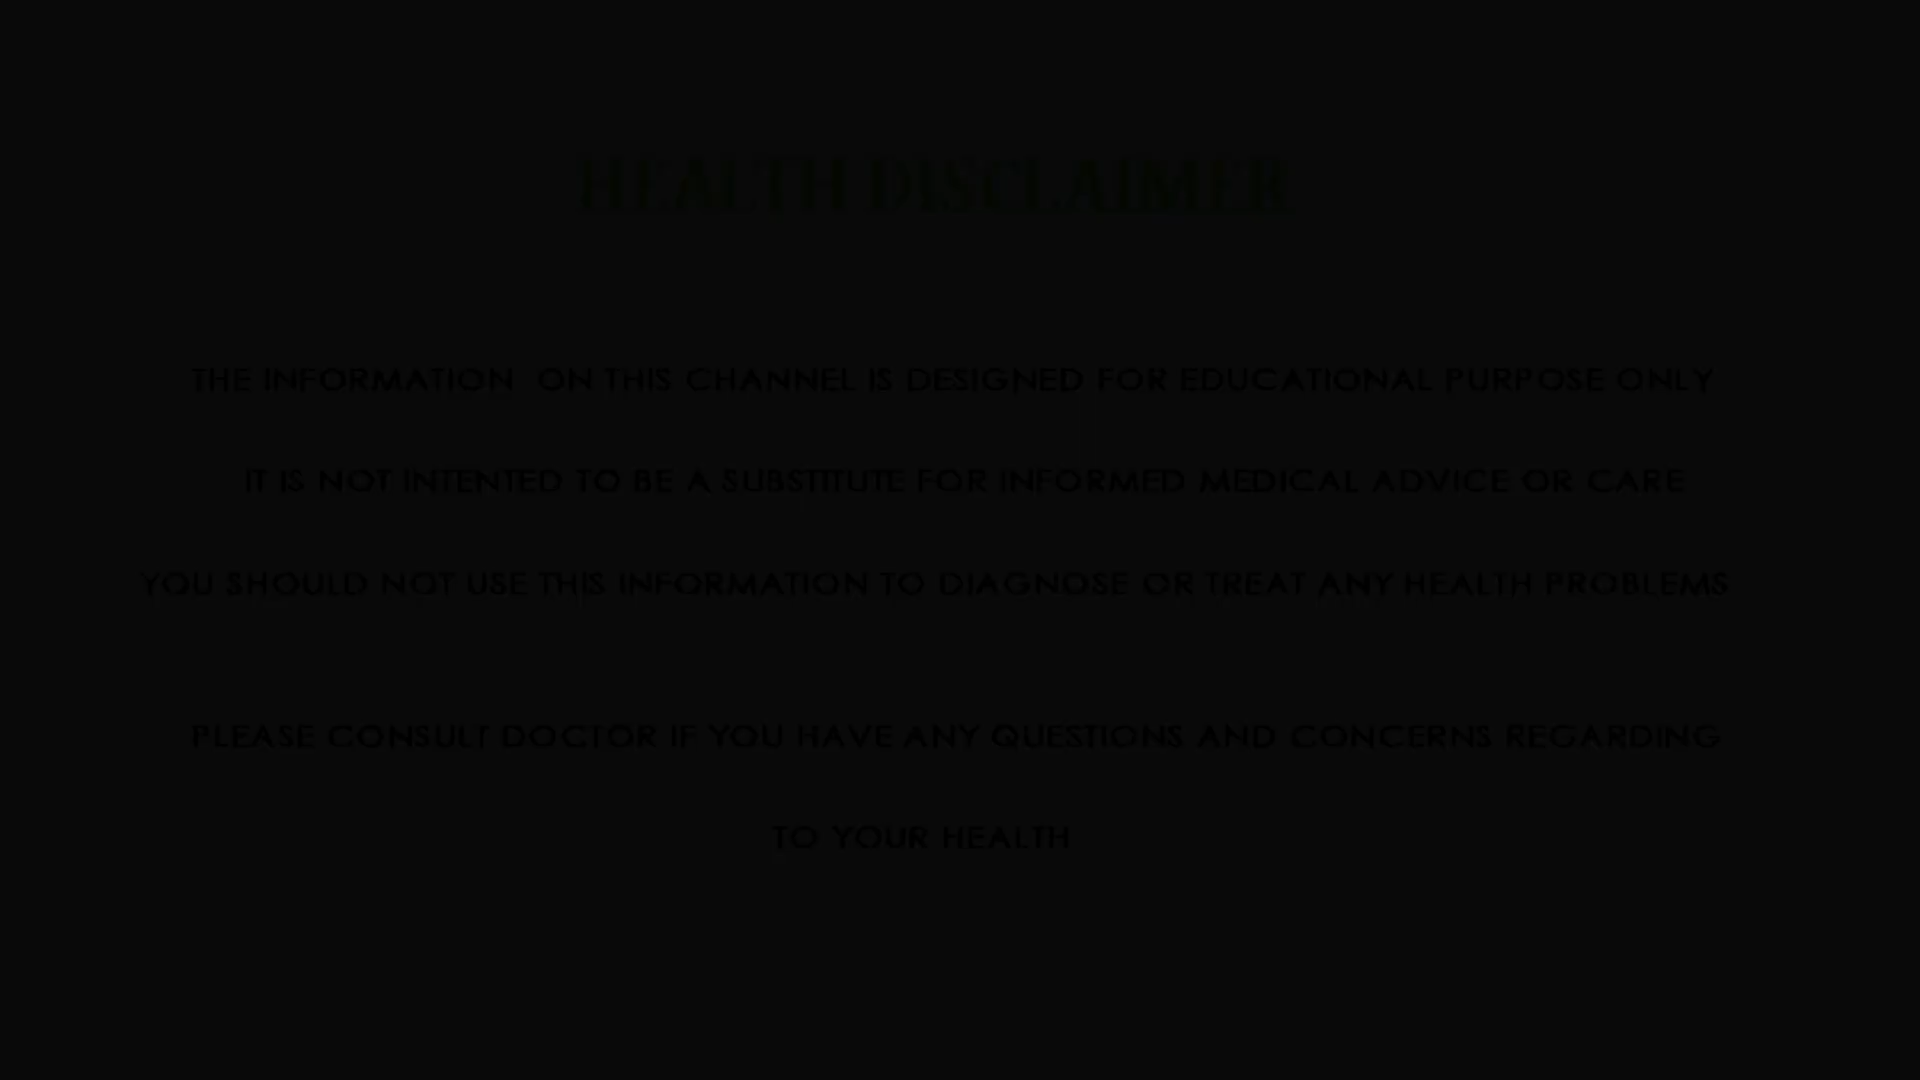 HEALTH DISCLAIMER
THE INFORMATION ON THIS CHANNEL IS DESIGNED FOR EDUCATIONAL PURPOSE ONLY
IT IS NOT INTENTED TO BE A SUBSTITUTE FOR INFORMED MEDICAL ADVICE OR CARE
YOU SHOULD NOT USE THIS INFORMATION TO DIAGNOSE OR TREAT ANY HEALTH PROBLEMS
PLEASE CONSULT DOCTOR IF YOU HAVE ANY QUESTIONS AND CONCERNS REGARDING
TO YOUR HEALTH